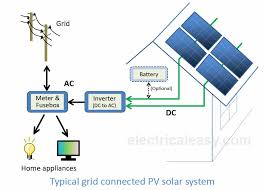 Grid
AC
Battery
(Optional)
Meter &
Fusebox
Inverter
(DC to AC)
DC
electricaleasy.com
Home appliances
Typical grid connected PV solar system